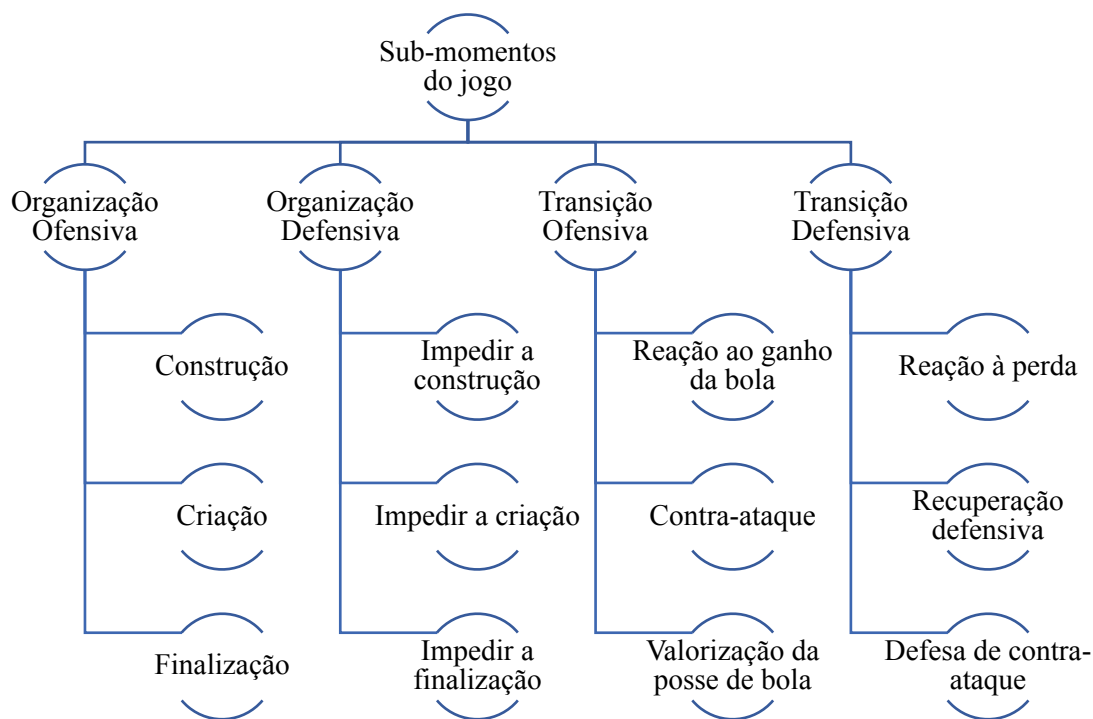 Sub-momentos
do jogo
Organização
Ofensiva
Organização
Defensiva
Transição
Ofensiva
Transição
Defensiva
Construção
Impedir a
construção
Reação ao ganho
da bola
Reação à perda
Criação
Impedir a criação
Contra-ataque
Recuperação
defensiva
Finalização
Impedir a
finalização
Valorização da
posse de bola
Defesa de contra-
ataque